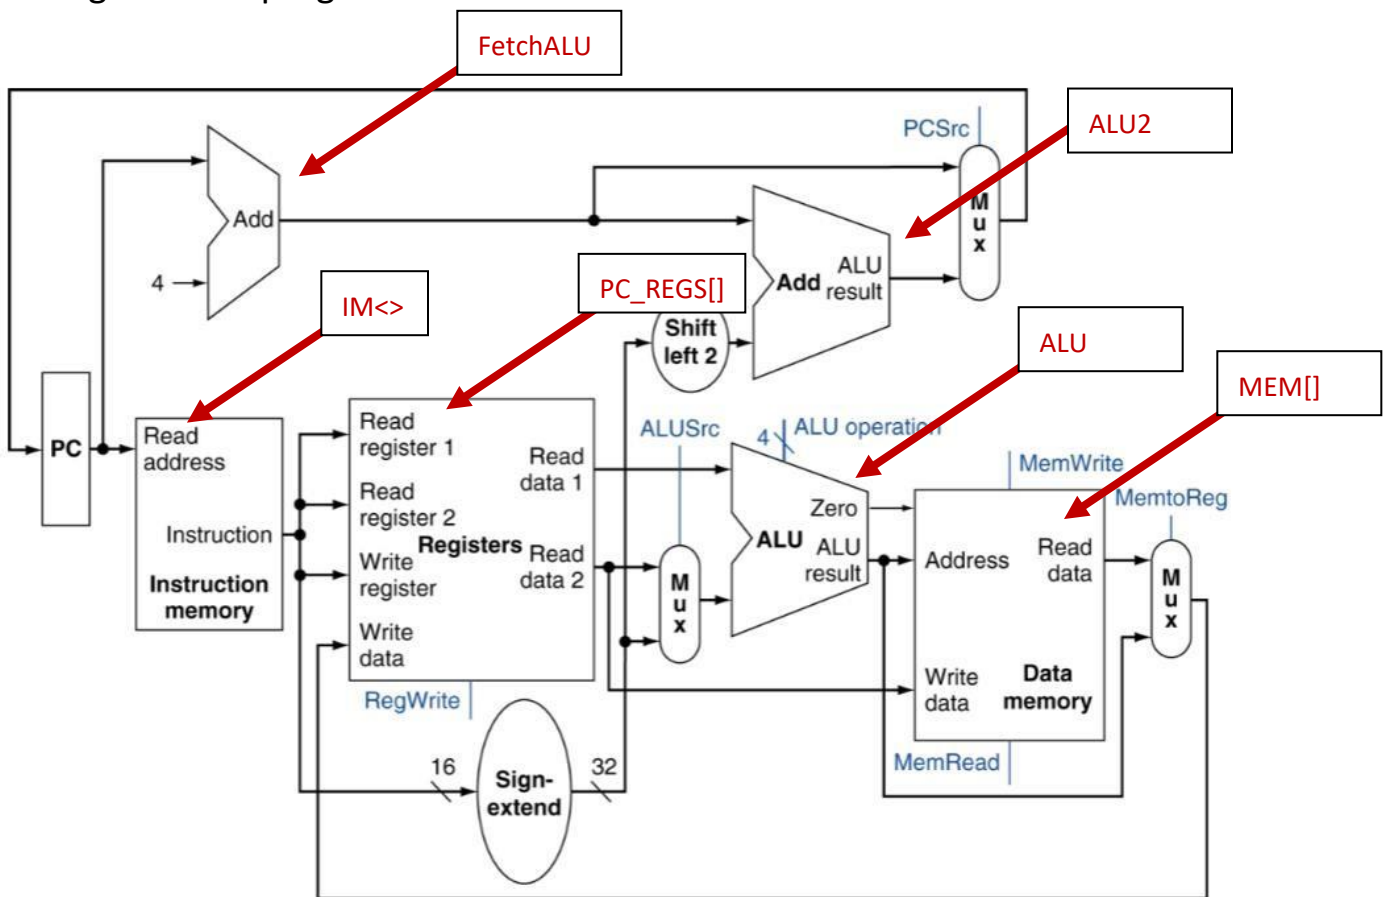 FetchALU
ALU2
PCSrc
Mux
Add
4
IM<>
PC_REGS[]
Add
ALU
result
Shift
left 2
ALU
MEM[]
PC
Read
address
Instruction
Instruction
memory
Read
register 1
Read
register 2
Write
register
Write
data
Registers
Read
data 1
Read
data 2
RegWrite
ALUSrc
Mux
4
ALU operation
Zero
ALU
ALU
result
MemWrite
MemtoReg
Address
Read
data
Write
data
Data
memory
MemRead
Mux
16
Sign-
extend
32